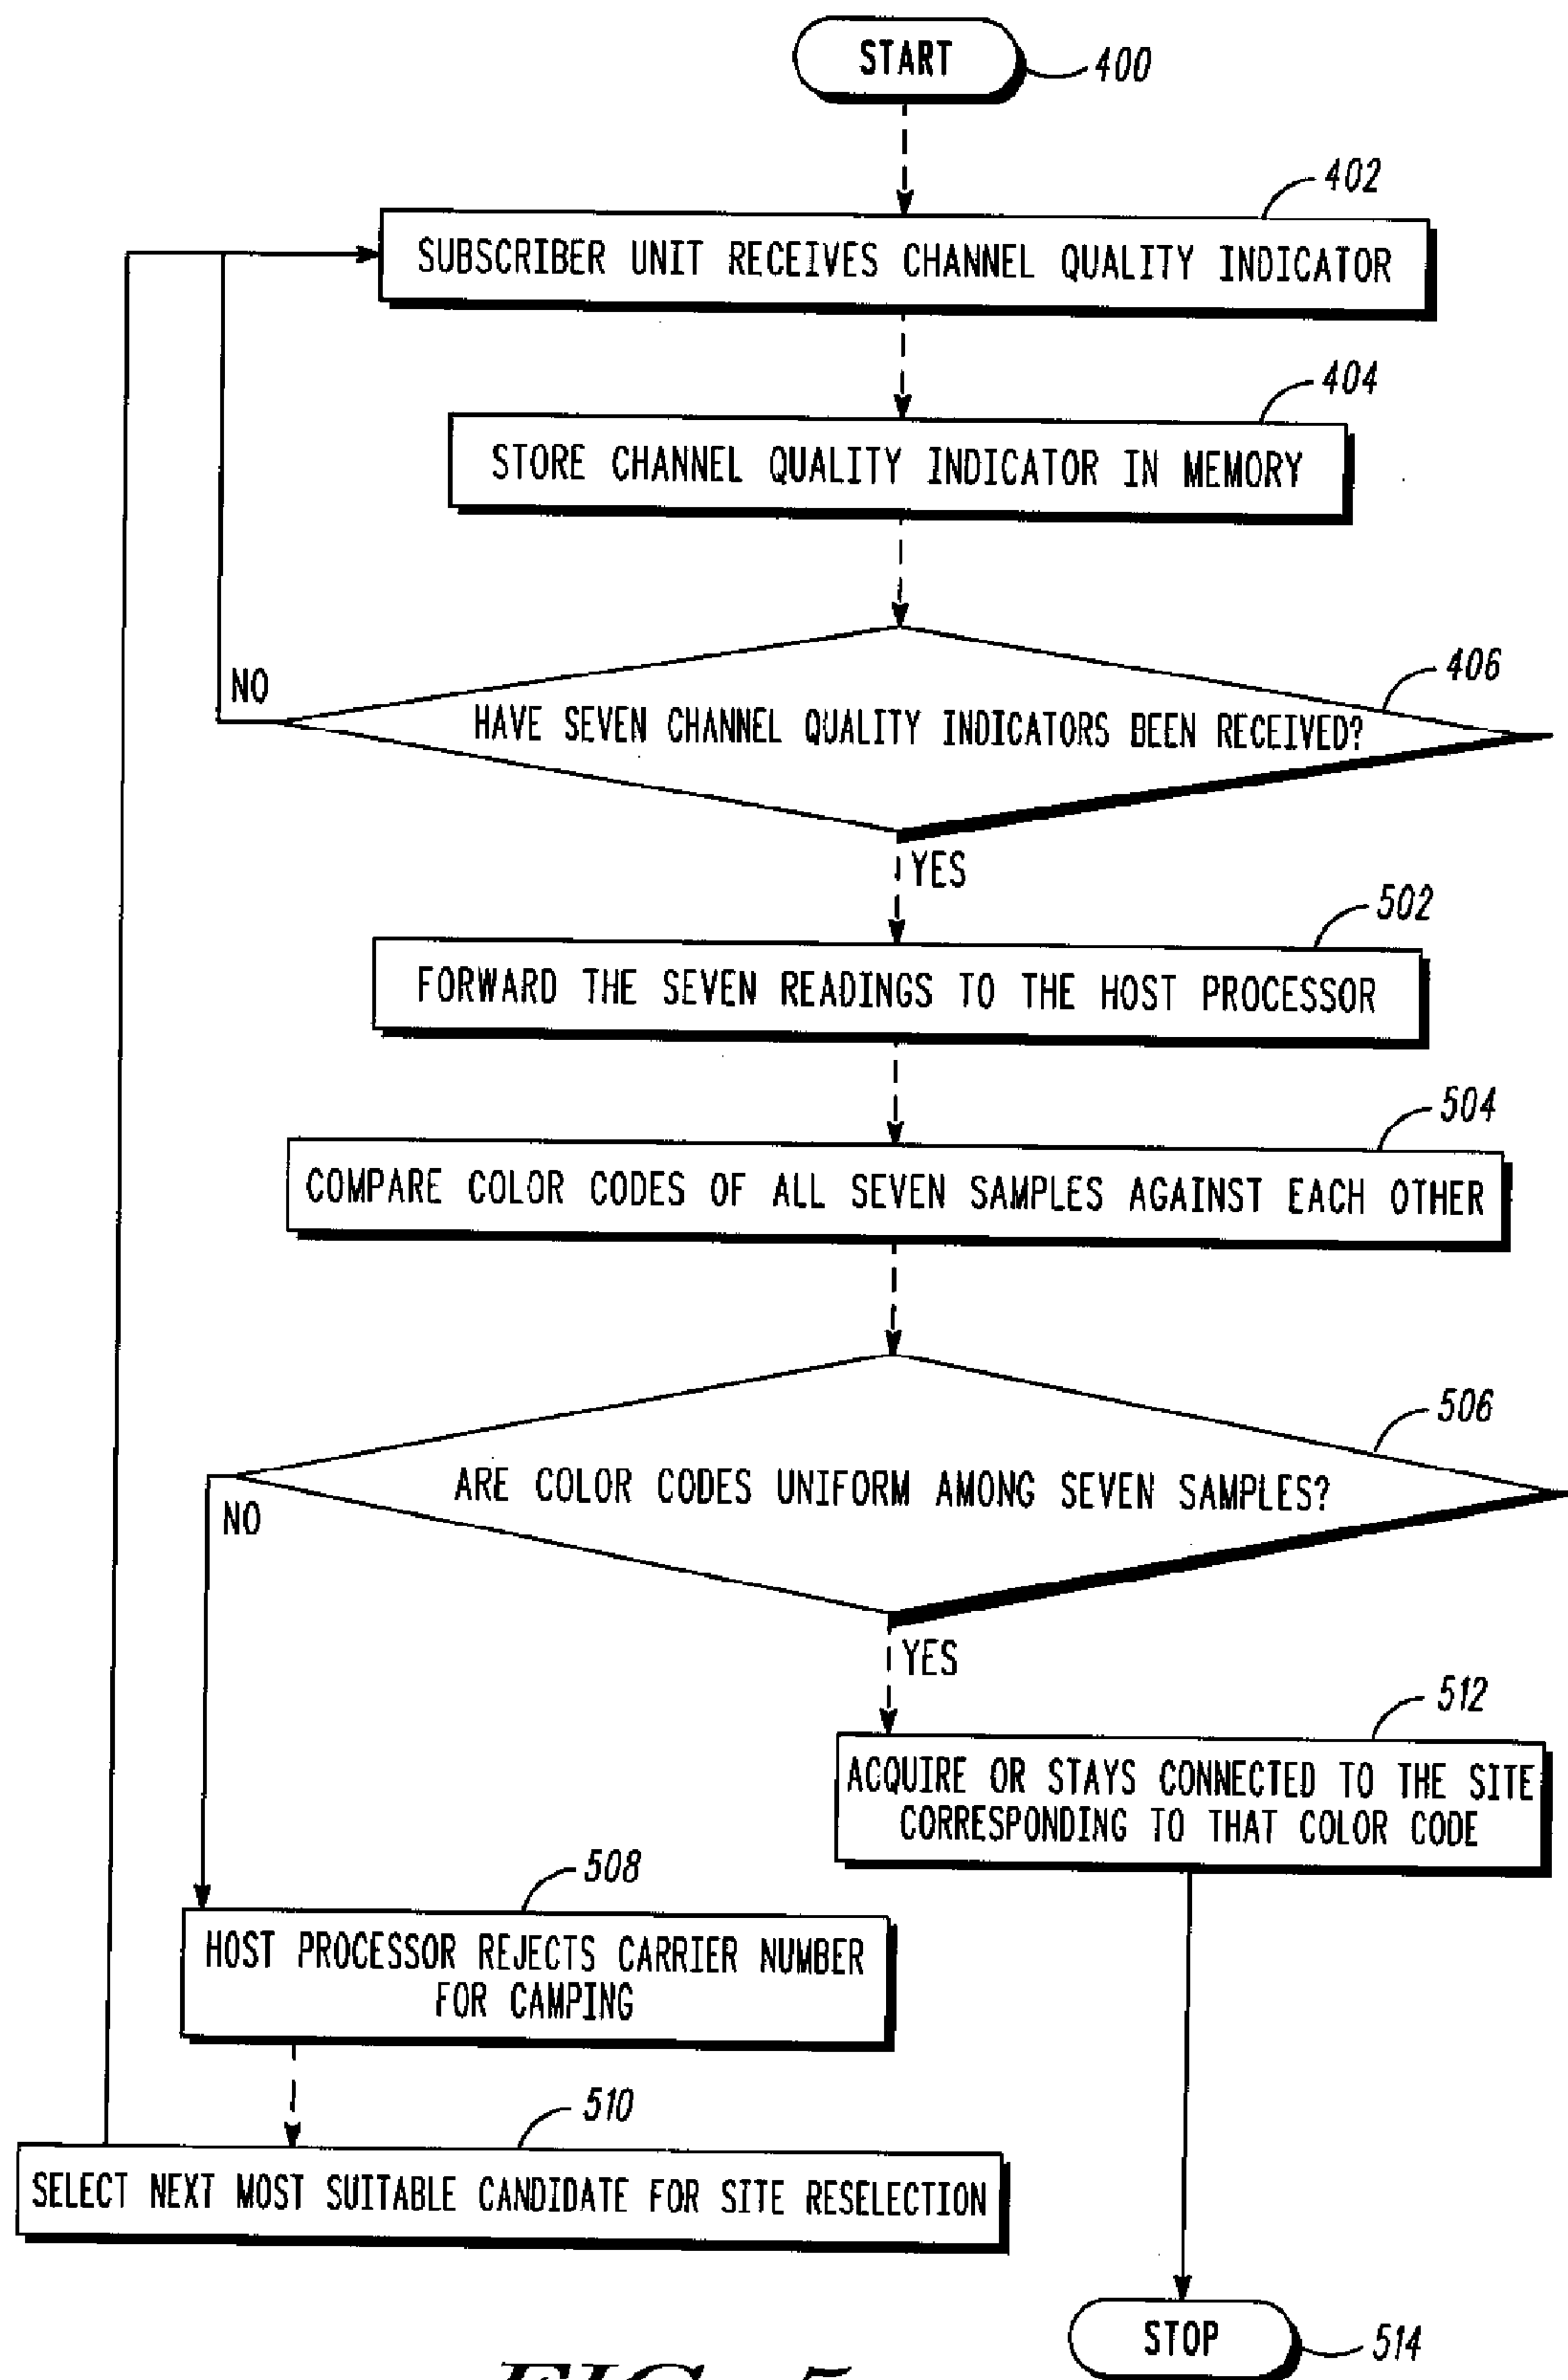 START
400
402
SUBSCRIBER UNIT RECEIVES CHANNEL QUALITY INDICATOR
404
STORE CHANNEL QUALITY INDICATOR IN MEMORY
406
NO
HAVE SEVEN CHANNEL QUALITY INDICATORS BEEN RECEIVED?
YES
502
FORWARD THE SEVEN READINGS TO THE HOST PROCESSOR
504
COMPARE COLOR CODES OF ALL SEVEN SAMPLES AGAINST EACH OTHER
506
ARE COLOR CODES UNIFORM AMONG SEVEN SAMPLES?
NO
YES
512
ACQUIRE OR STAYS CONNECTED TO THE SITE
CORRESPONDING TO THAT COLOR CODE
508
HOST PROCESSOR REJECTS CARRIER NUMBER
FOR CAMPING
510
SELECT NEXT MOST SUITABLE CANDIDATE FOR SITE RESELECTION
STOP
514
FIG. 5